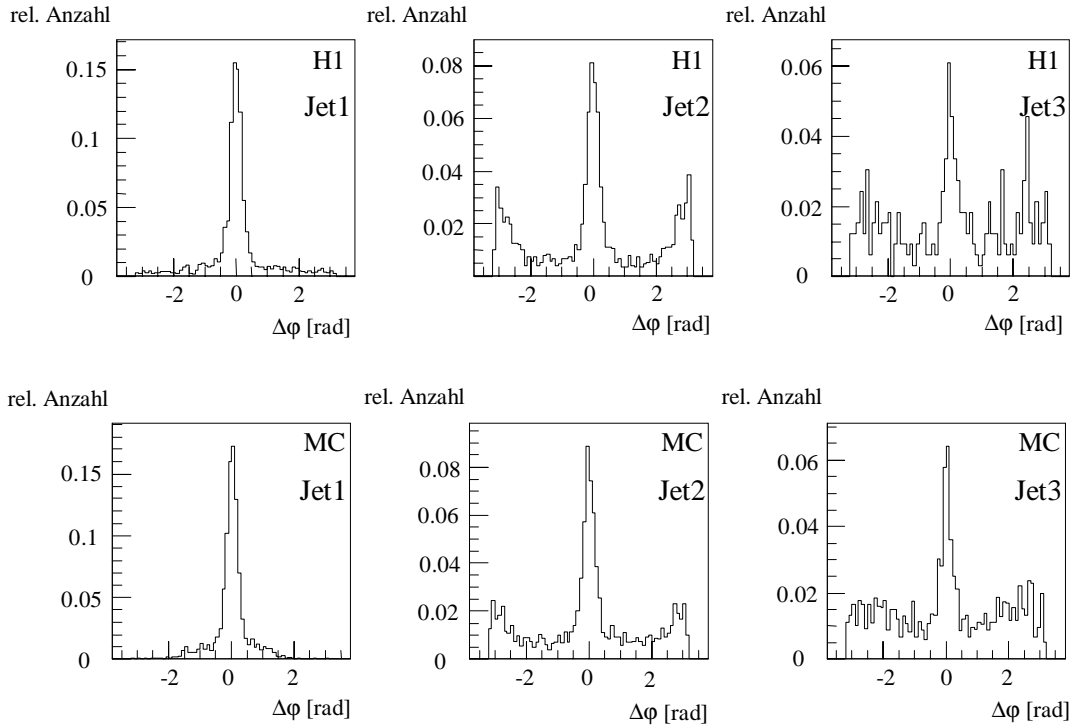 rel. Anzahl
H1
Jet1
0.15
0.1
0.05
0
-2
0
2
Δφ [rad]
rel. Anzahl
H1
Jet2
0.08
0.06
0.04
0.02
-2
0
2
Δφ [rad]
rel. Anzahl
H1
Jet3
0.06
0.04
0.02
0
-2
0
2
Δφ [rad]
rel. Anzahl
MC
Jet1
0.15
0.1
0.05
0
-2
0
2
Δφ [rad]
rel. Anzahl
MC
Jet2
0.08
0.06
0.04
0.02
0
-2
0
2
Δφ [rad]
rel. Anzahl
MC
Jet3
0.06
0.04
0.02
0
-2
0
2
Δφ [rad]